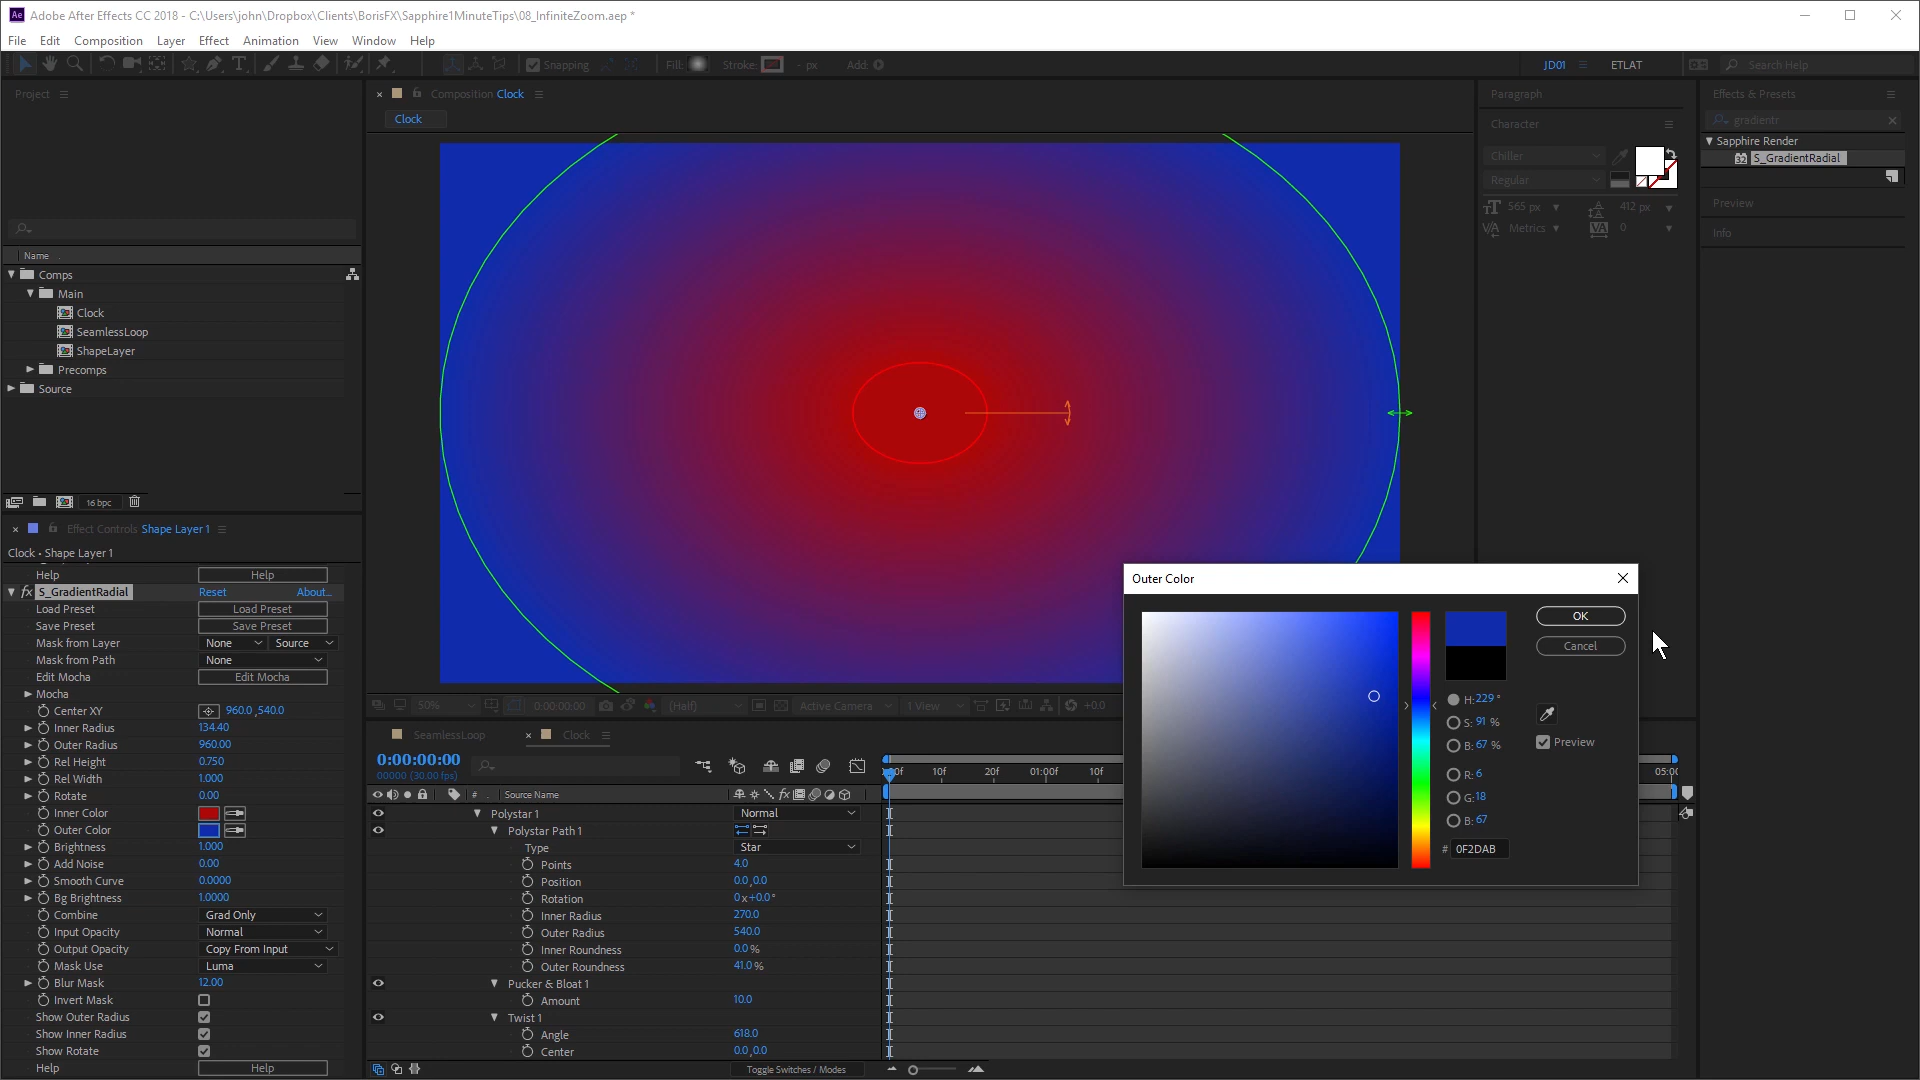 Adobe After Effects CC 2018 - C:\Users\john\Dropbox\Clients\BorisFX\Sapphire1MinuteTips\08_InfiniteZoom.aep *
File Edit Composition Layer Effect Animation View Window Help
Snapping Fill: Stroke: - px Add: JD01 ETLAT Search Help
Project
Composition Clock
Clock
Paragraph
Character
Chiller
Regular
565 px 412 px
Metrics 0
Effects & Presets
gradientr
Sapphire Render
32 S_GradientRadial
Preview
Info
Name
Comps
Main
Clock
SeamlessLoop
ShapeLayer
Precomps
Source
16 bpc
Effect Controls Shape Layer 1
Clock • Shape Layer 1
Help Help
fx S_GradientRadial Reset About...
Load Preset Load Preset
Save Preset Save Preset
Mask from Layer None Source
Mask from Path None
Edit Mocha Edit Mocha
Mocha
Center XY 960.0 ,540.0
Inner Radius 134.40
Outer Radius 960.00
Rel Height 0.750
Rel Width 1.000
Rotate 0.00
Inner Color
Outer Color
Brightness 1.000
Add Noise 0.00
Smooth Curve 0.0000
Bg Brightness 1.0000
Combine Grad Only
Input Opacity Normal
Output Opacity Copy From Input
Mask Use Luma
Blur Mask 12.00
Invert Mask
Show Outer Radius
Show Inner Radius
Show Rotate
Help Help
50% 0:00:00:00 (Half) Active Camera 1 View +0.0
SeamlessLoop Clock
0:00:00:00
00000 (30.00 fps)
10f 20f 01:00f 10f 05:00
# Source Name fx
Polystar 1 Normal
Polystar Path 1
Type Star
Points 4.0
Position 0.0 ,0.0
Rotation 0 x +0.0 °
Inner Radius 270.0
Outer Radius 540.0
Inner Roundness 0.0 %
Outer Roundness 41.0 %
Pucker & Bloat 1
Amount 10.0
Twist 1
Angle 618.0
Center 0.0 ,0.0
Toggle Switches / Modes
Outer Color
OK
Cancel
H: 229 °
S: 91 %
B: 67 %
R: 6
G: 18
B: 67
# 0F2DAB
Preview